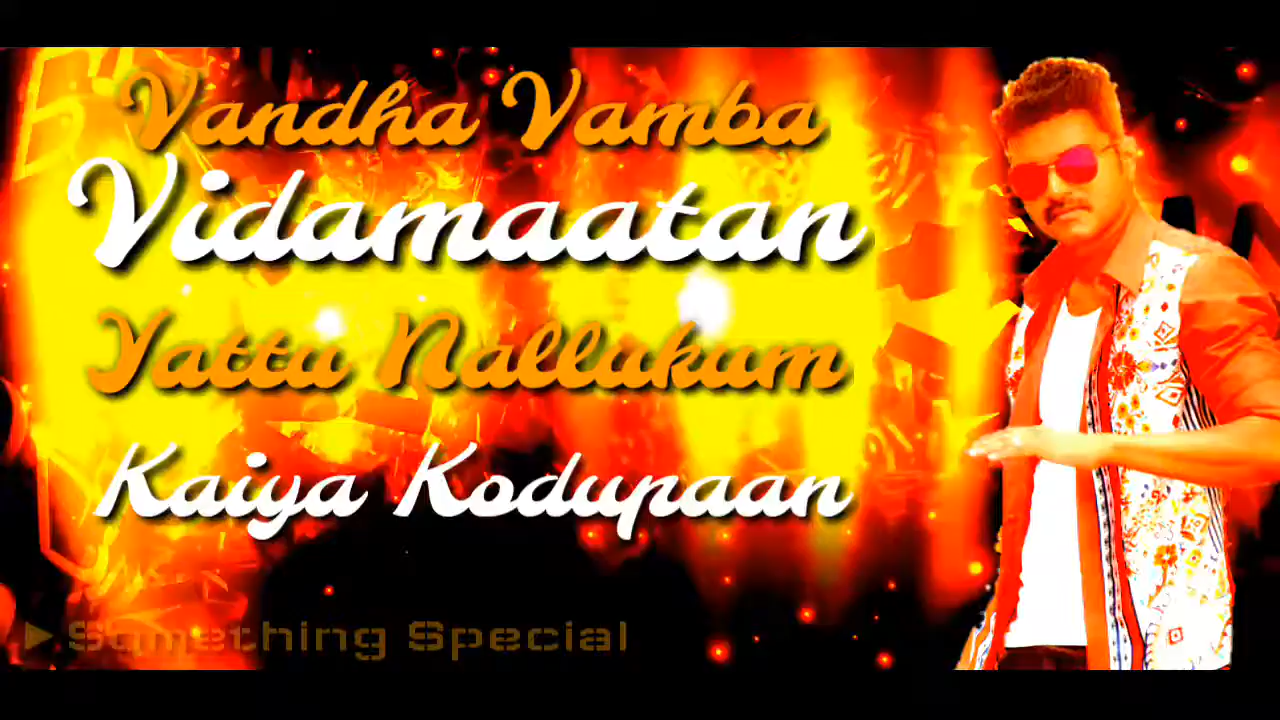 Vandha Vamba
Vidamaatan
Yattu Nallukum
Kaiya Kodupaan
Something Special